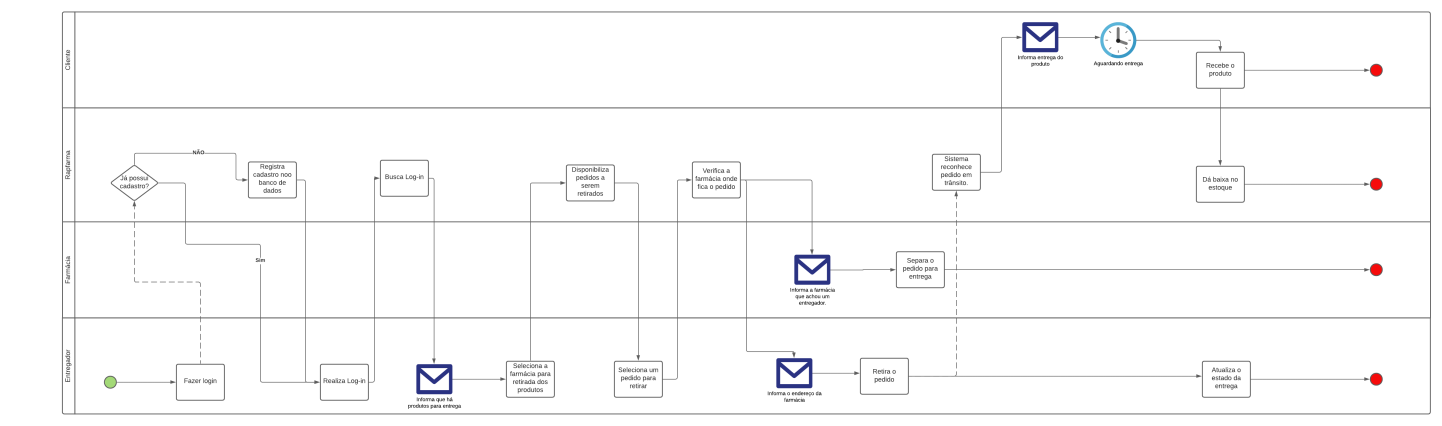 Cliente
Informa entrega do
produto
Aguardando entrega
Recebe o
produto
Rapfarma
Já possui
cadastro?
NÃO
Registra
cadastro noo
banco de
dados
Busca Log-in
Disponibiliza
pedidos a
serem
retirados
Verifica a
farmácia onde
fica o pedido
Sistema
reconhece
pedido em
trânsito.
Dá baixa no
estoque
Farmácia
Sim
Informa a farmácia
que achou um
entregador.
Separa o
pedido para
entrega
Entregador
Fazer login
Realiza Log-in
Informa que há
produtos para entrega
Seleciona a
farmácia para
retirada dos
produtos
Seleciona um
pedido para
retirar
Informa o endereço da
farmácia
Retira o
pedido
Atualiza o
estado da
entrega